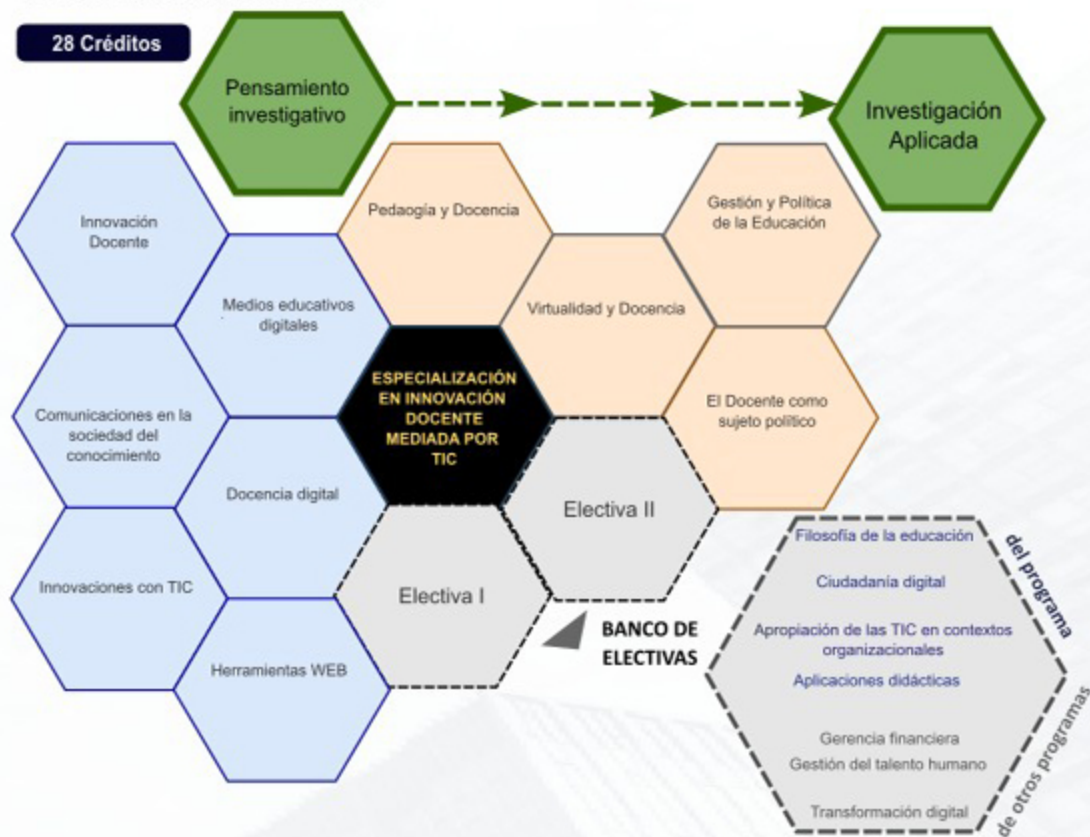 28 Créditos
Pensamiento
investigativo
Investigación
Aplicada
Innovación
Docente
Pedaogía y Docencia
Gestión y Política
de la Educación
Medios educativos
digitales
Virtualidad y Docencia
ESPECIALIZACIÓN
EN INNOVACIÓN
DOCENTE
MEDIADA POR
TIC
Comunicaciones en la
sociedad del
conocimiento
El Docente como
sujeto político
Docencia digital
Electiva II
Innovaciones con TIC
Electiva I
Herramientas WEB
BANCO DE
ELECTIVAS
Filosofía de la educación
Ciudadanía digital
Apropiación de las TIC en contextos
organizacionales
Aplicaciones didácticas
Gerencia financiera
Gestión del talento humano
Transformación digital
del programa
de otros programas